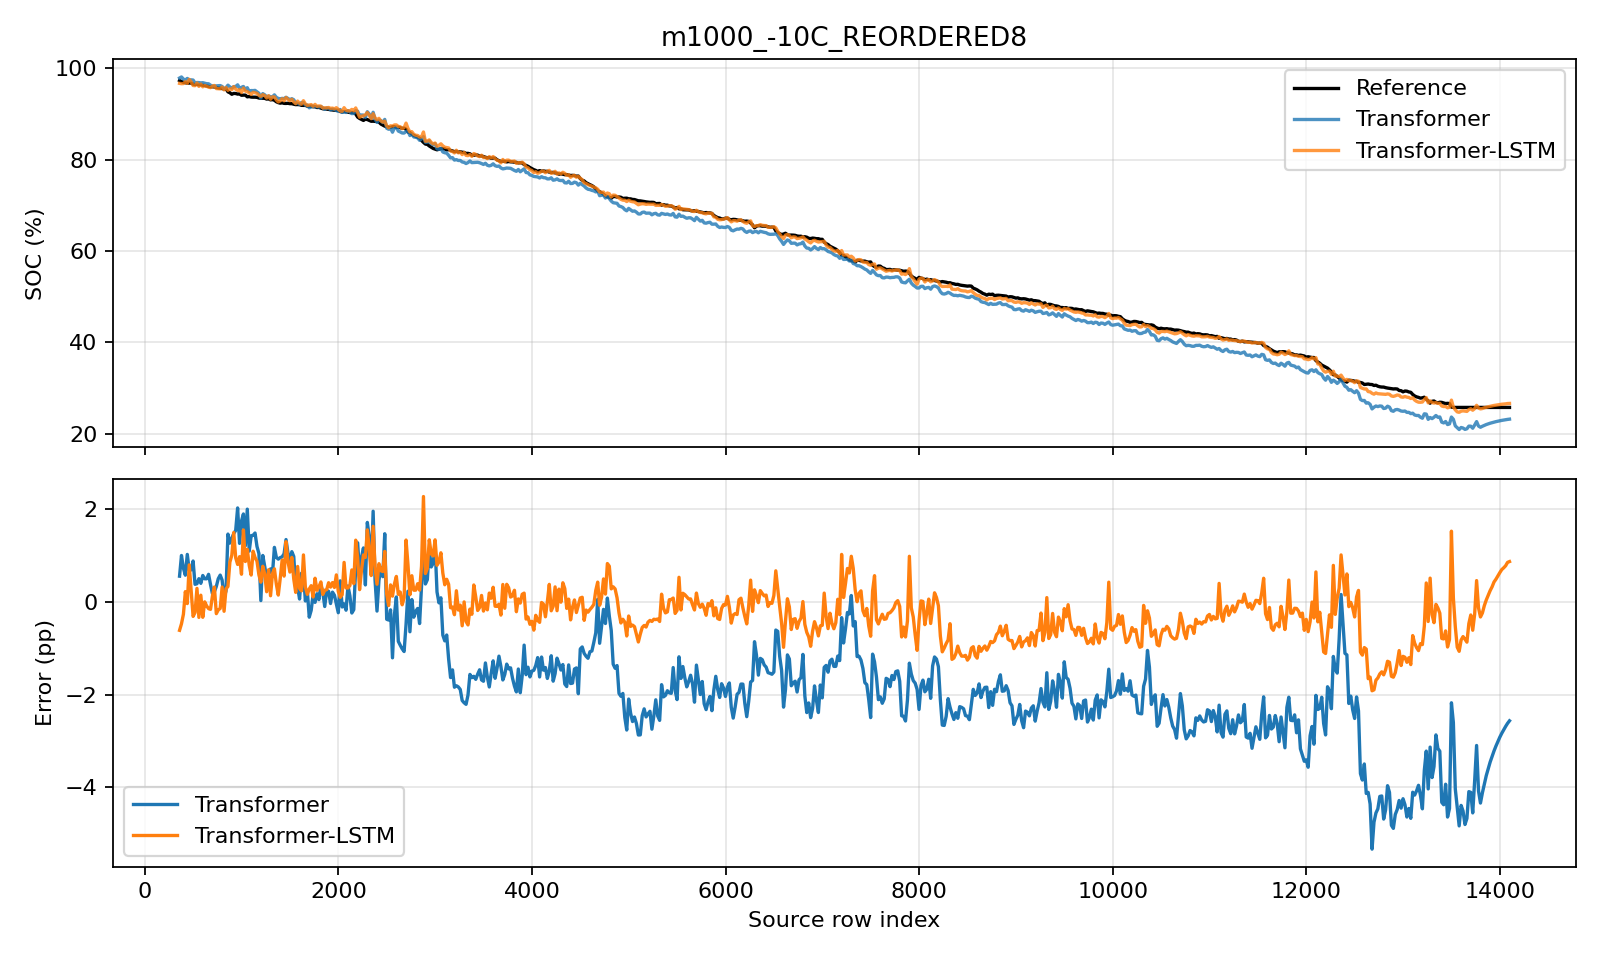 m1000_-10C_REORDERED8
SOC (%)
100
80
60
40
20
Reference
Transformer
Transformer-LSTM
Error (pp)
2
0
−2
−4
Transformer
Transformer-LSTM
0 2000 4000 6000 8000 10000 12000 14000
Source row index